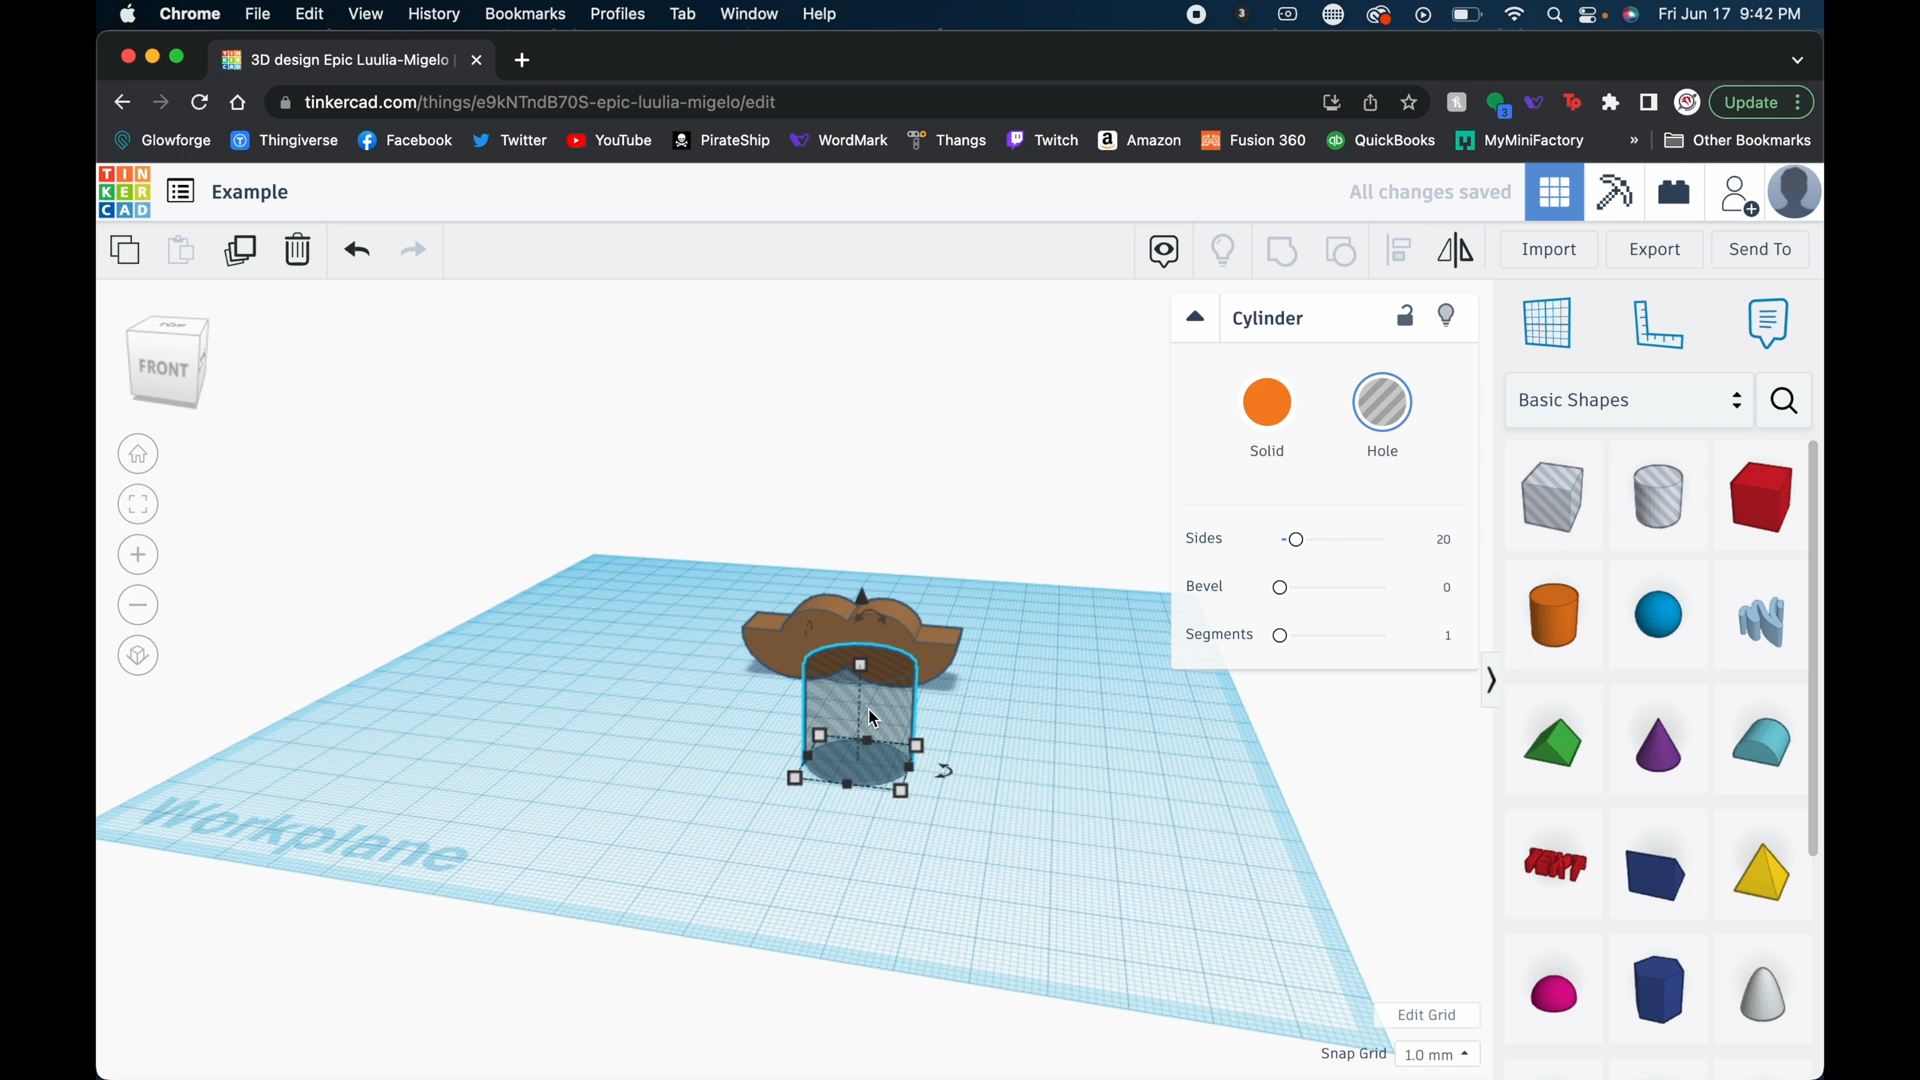 Chrome File Edit View History Bookmarks Profiles Tab Window Help 3 Fri Jun 17 9:42 PM
3D design Epic Luulia-Migelo
tinkercad.com/things/e9kNTndB70S-epic-luulia-migelo/edit 3 Update
Glowforge Thingiverse Facebook Twitter YouTube PirateShip WordMark Thangs Twitch Amazon Fusion 360 QuickBooks MyMiniFactory » Other Bookmarks
TIN
KER
CAD
Example All changes saved
Import Export Send To
TOP
FRONT
Cylinder
Solid Hole
Sides 20
Bevel 0
Segments 1
Basic Shapes
TEXT
Workplane
Edit Grid
Snap Grid 1.0 mm